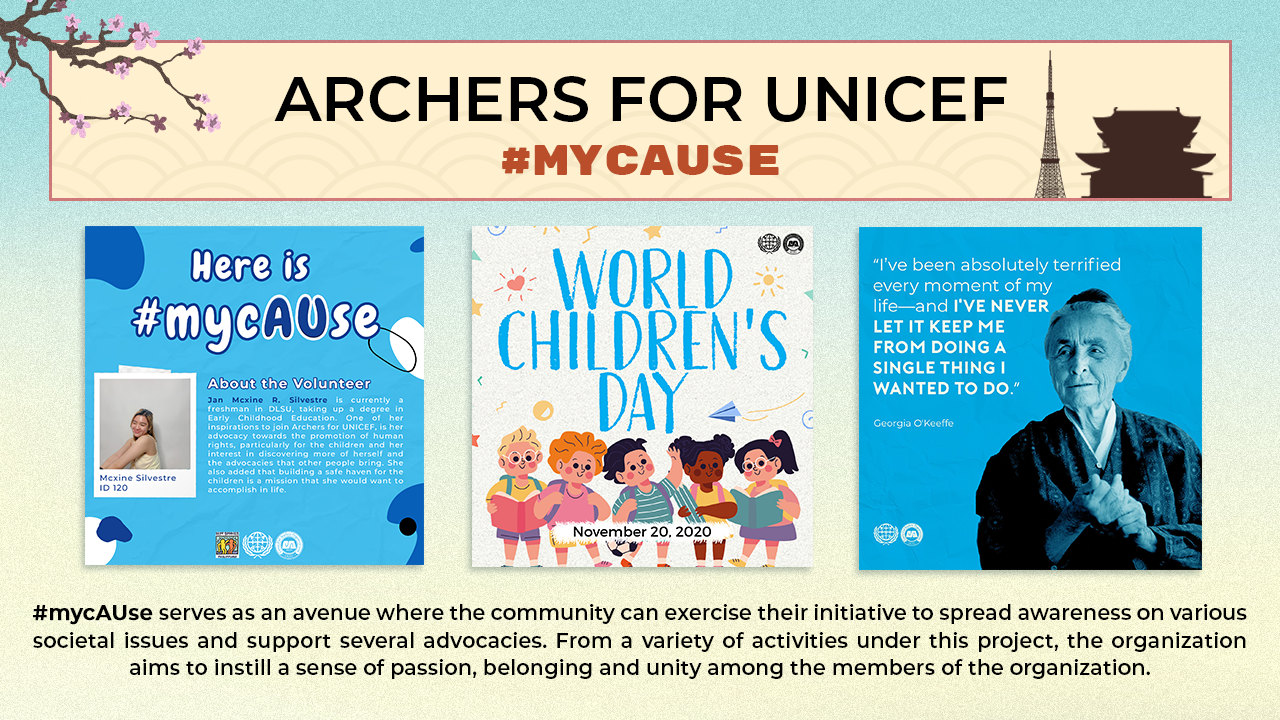 ARCHERS FOR UNICEF
#MYCAUSE
Here is
#mycAUse
About the Volunteer
Jan Mcxine R. Silvestre is currently a
freshman in DLSU, taking up a degree in
Early Childhood Education. One of her
inspirations to join Archers for UNICEF, is her
advocacy towards the promotion of human
rights, particularly for the children and her
interest in discovering more of herself and
the advocacies that other people bring. She
also added that building a safe haven for the
children is a mission that she would want to
accomplish in life.
Mcxine Silvestre
ID 120
WORLD
CHILDREN'S
DAY
November 20, 2020
“I’ve been absolutely terrified
every moment of my
life—and I'VE NEVER
LET IT KEEP ME
FROM DOING A
SINGLE THING I
WANTED TO DO.“
Georgia O'Keeffe
#mycAUse serves as an avenue where the community can exercise their initiative to spread awareness on various
societal issues and support several advocacies. From a variety of activities under this project, the organization
aims to instill a sense of passion, belonging and unity among the members of the organization.